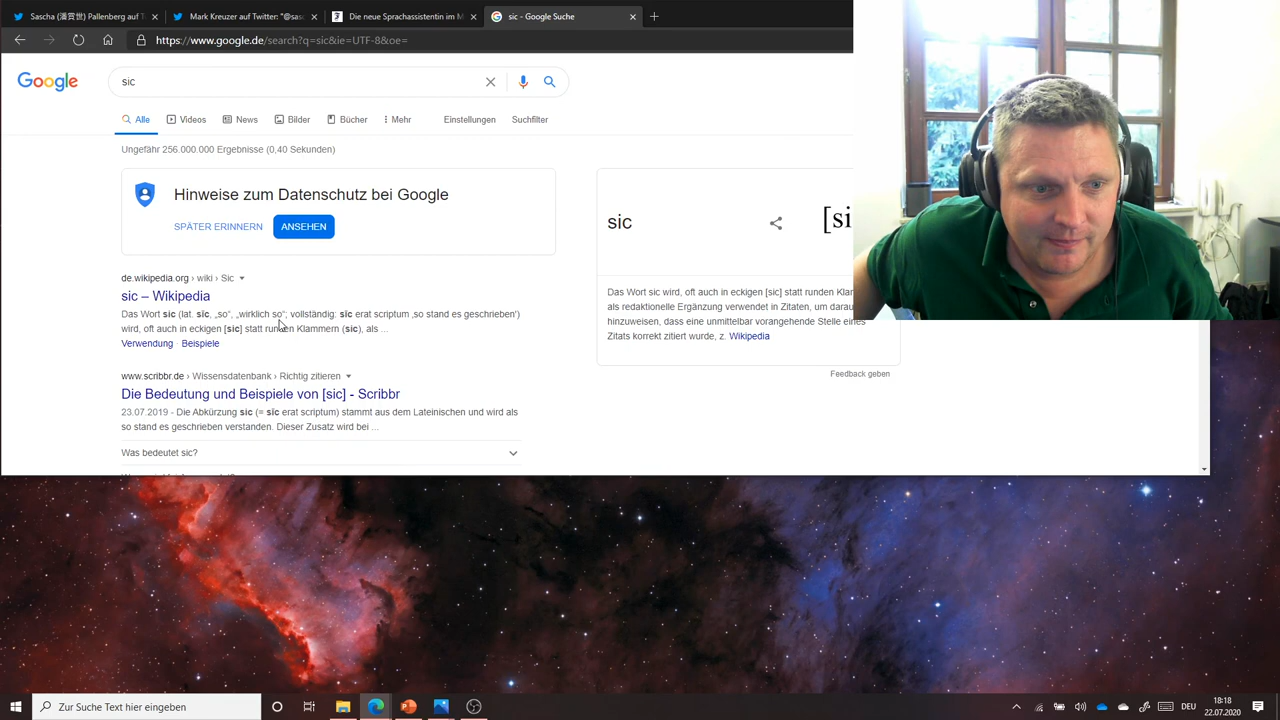 Sascha (潘賞世) Pallenberg auf T
Mark Kreuzer auf Twitter: "@sasc
Die neue Sprachassistentin im M
sic - Google Suche
https://www.google.de/search?q=sic&ie=UTF-8&oe=
Google
sic
Alle
Videos
News
Bilder
Bücher
Mehr
Einstellungen
Suchfilter
Ungefähr 256.000.000 Ergebnisse (0,40 Sekunden)
Hinweise zum Datenschutz bei Google
SPÄTER ERINNERN
ANSEHEN
de.wikipedia.org › wiki › Sic
sic – Wikipedia
Das Wort sic (lat. sīc, „so“, „wirklich so“; vollständig: sīc erat scriptum ‚so stand es geschrieben‘)
wird, oft auch in eckigen [sic] statt runden Klammern (sic), als ...
Verwendung · Beispiele
www.scribbr.de › Wissensdatenbank › Richtig zitieren
Die Bedeutung und Beispiele von [sic] - Scribbr
23.07.2019 - Die Abkürzung sic (= sīc erat scriptum) stammt aus dem Lateinischen und wird als
so stand es geschrieben verstanden. Dieser Zusatz wird bei ...
Was bedeutet sic?
sic
[si
Das Wort sic wird, oft auch in eckigen [sic] statt runden Klar
als redaktionelle Ergänzung verwendet in Zitaten, um darau
hinzuweisen, dass eine unmittelbar vorangehende Stelle eines
Zitats korrekt zitiert wurde, z. Wikipedia
Feedback geben
Zur Suche Text hier eingeben
DEU
18:18
22.07.2020